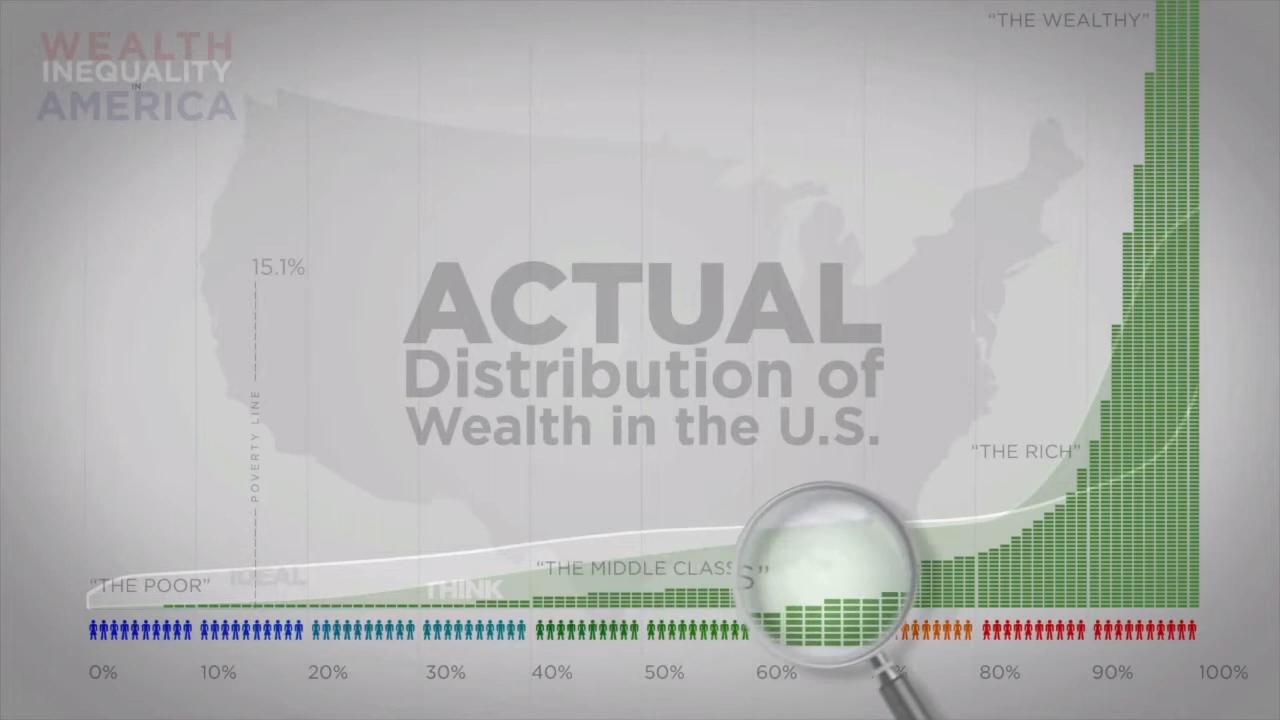 WEALTH
INEQUALITY
IN
AMERICA
“THE WEALTHY”
15.1%
POVERTY LINE
ACTUAL
Distribution of
Wealth in the U.S.
“THE RICH”
“THE POOR”
IDEAL
THINK
“THE MIDDLE CLASS”
0% 10% 20% 30% 40% 50% 60% 80% 90% 100%